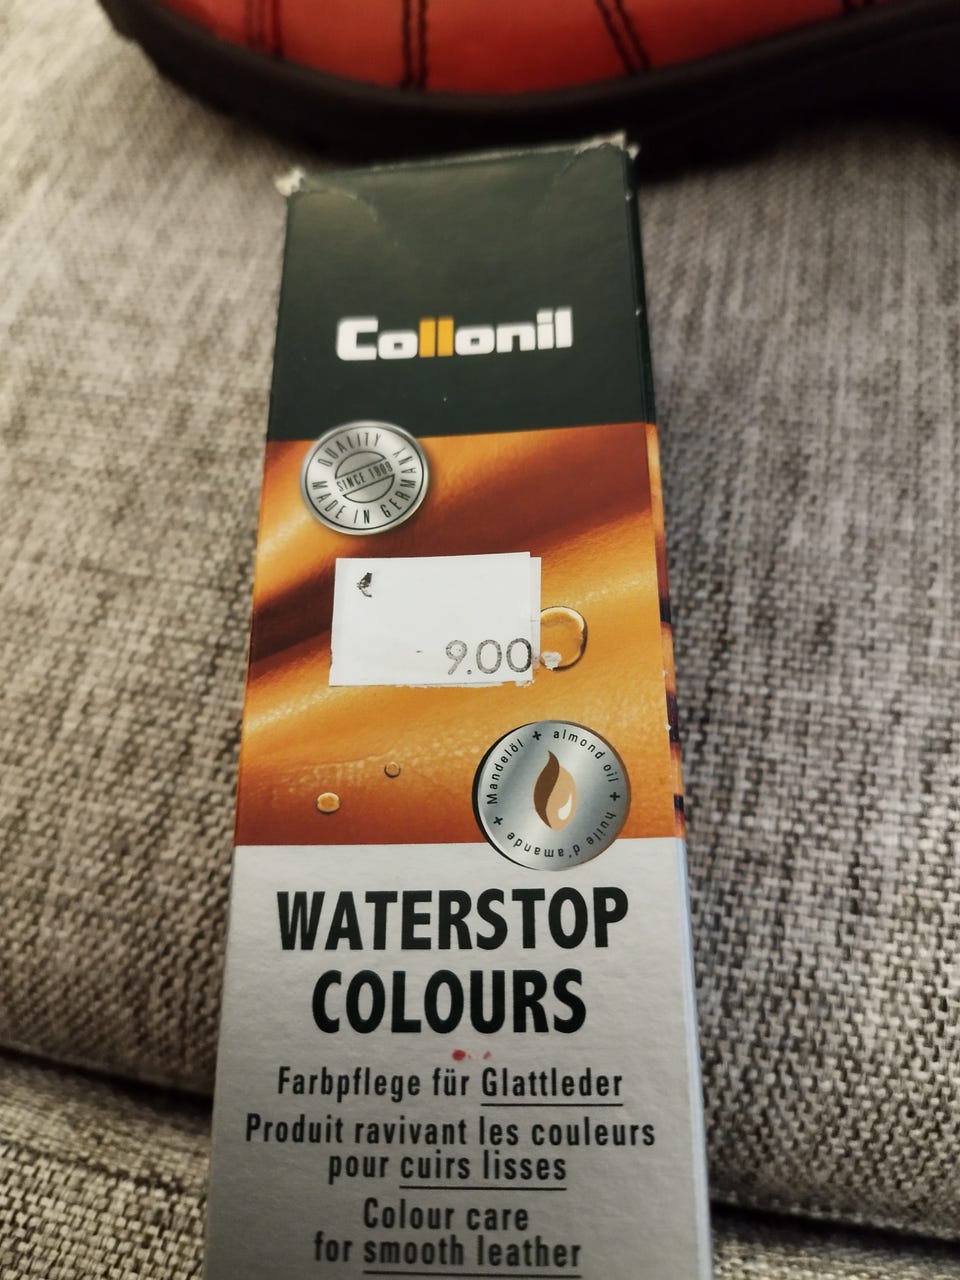 Collonil
QUALITY
SINCE 1909
MADE IN GERMANY
9.00
Mandelöl + almond oil + huile d'amande +
WATERSTOP
COLOURS
Farbpflege für Glattleder
Produit ravivant les couleurs
pour cuirs lisses
Colour care
for smooth leather